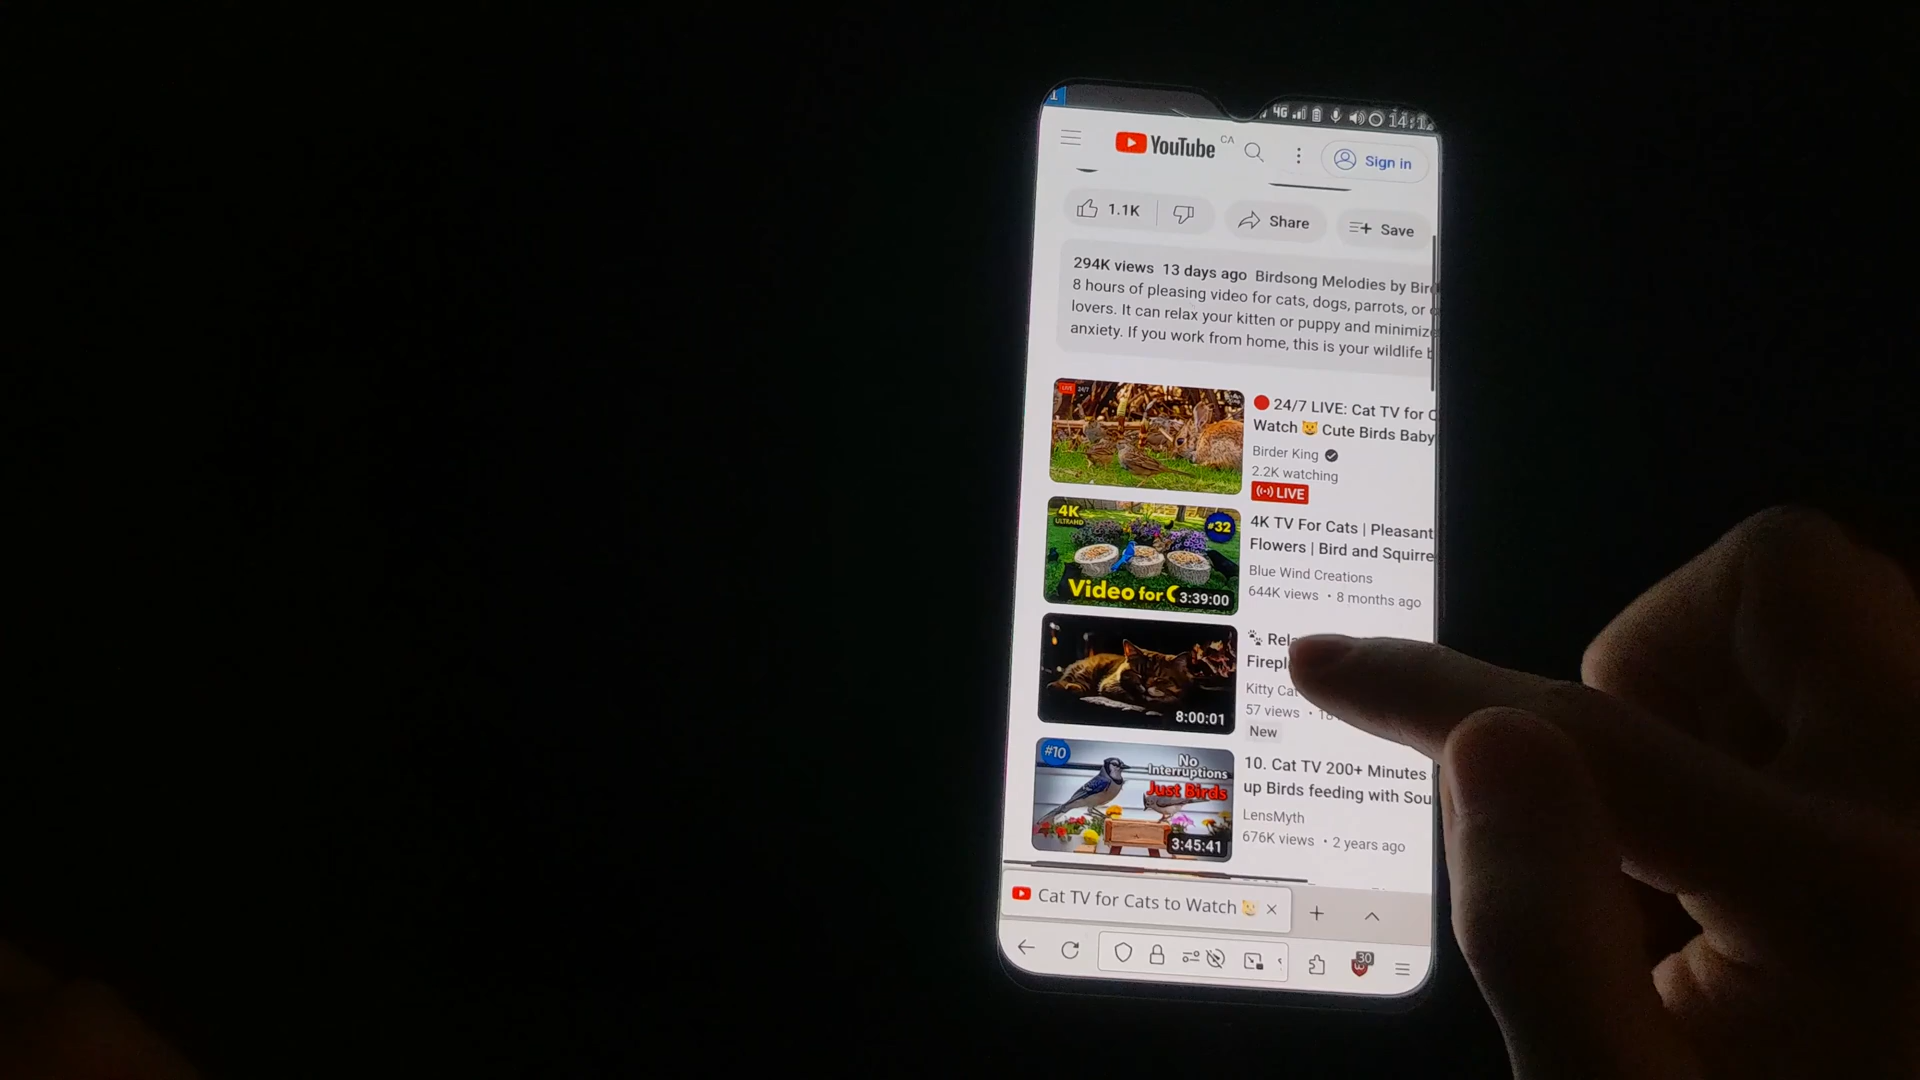 1
4G 14:12
YouTube CA
Sign in
1.1K
Share
Save
294K views 13 days ago Birdsong Melodies by
8 hours of pleasing video for cats, dogs, parrots, or
lovers. It can relax your kitten or puppy and minimize
anxiety. If you work from home, this is your wildlife
LIVE 24/7
24/7 LIVE: Cat TV for
Watch 😺 Cute Birds Baby
Birder King
2.2K watching
LIVE
4K
ULTRAHD
#32
Video for
3:39:00
4K TV For Cats | Pleasant
Flowers | Bird and Squirre
Blue Wind Creations
644K views • 8 months ago
8:00:01
🐾 Rela
Firepl
Kitty Cat
57 views •
New
#10
No
Interruptions
Just Birds
3:45:41
10. Cat TV 200+ Minutes
up Birds feeding with Sou
LensMyth
676K views • 2 years ago
Cat TV for Cats to Watch 😺
30